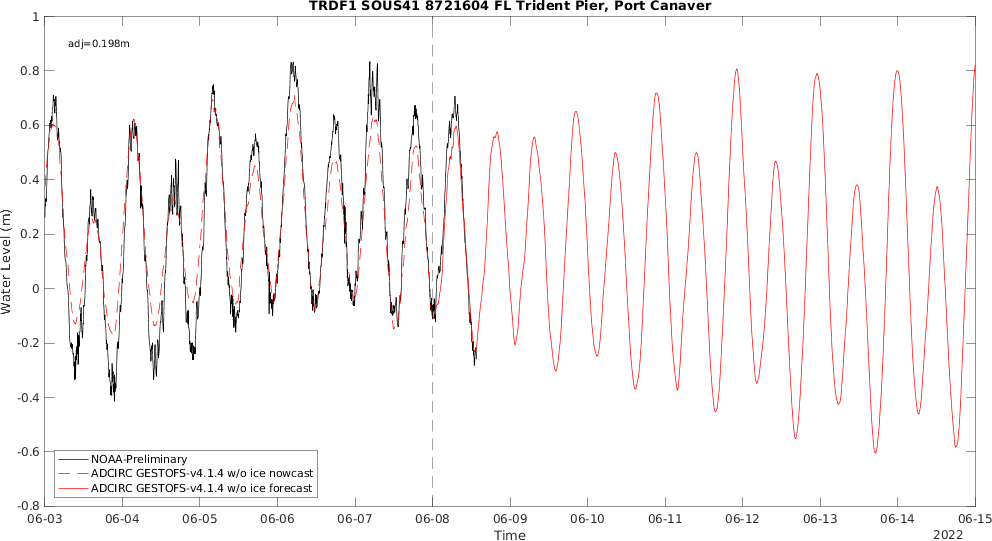 TRDF1 SOUS41 8721604 FL Trident Pier, Port Canaver
1
0.8
0.6
0.4
0.2
0
-0.2
-0.4
-0.6
-0.8
Water Level (m)
adj=0.198m
NOAA-Preliminary
ADCIRC GESTOFS-v4.1.4 w/o ice nowcast
ADCIRC GESTOFS-v4.1.4 w/o ice forecast
06-03 06-04 06-05 06-06 06-07 06-08 06-09 06-10 06-11 06-12 06-13 06-14 06-15
Time
2022